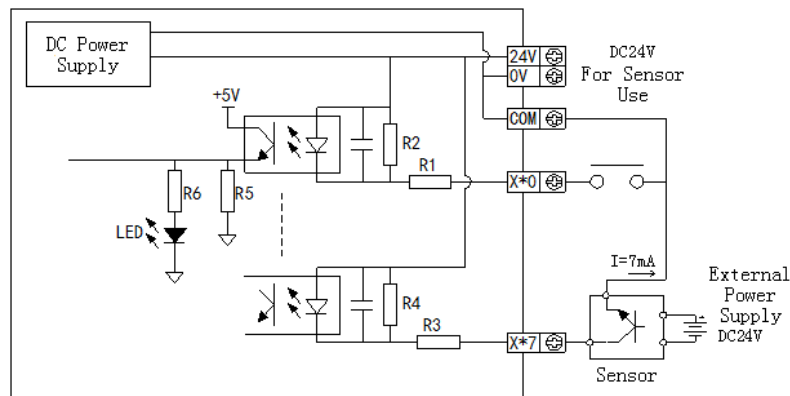 DC Power
Supply
24V
0V
DC24V
For Sensor
Use
+5V
COM
R2
R1
X*0
R6
R5
LED
I=7mA
R4
R3
X*7
External
Power
Supply
DC24V
Sensor